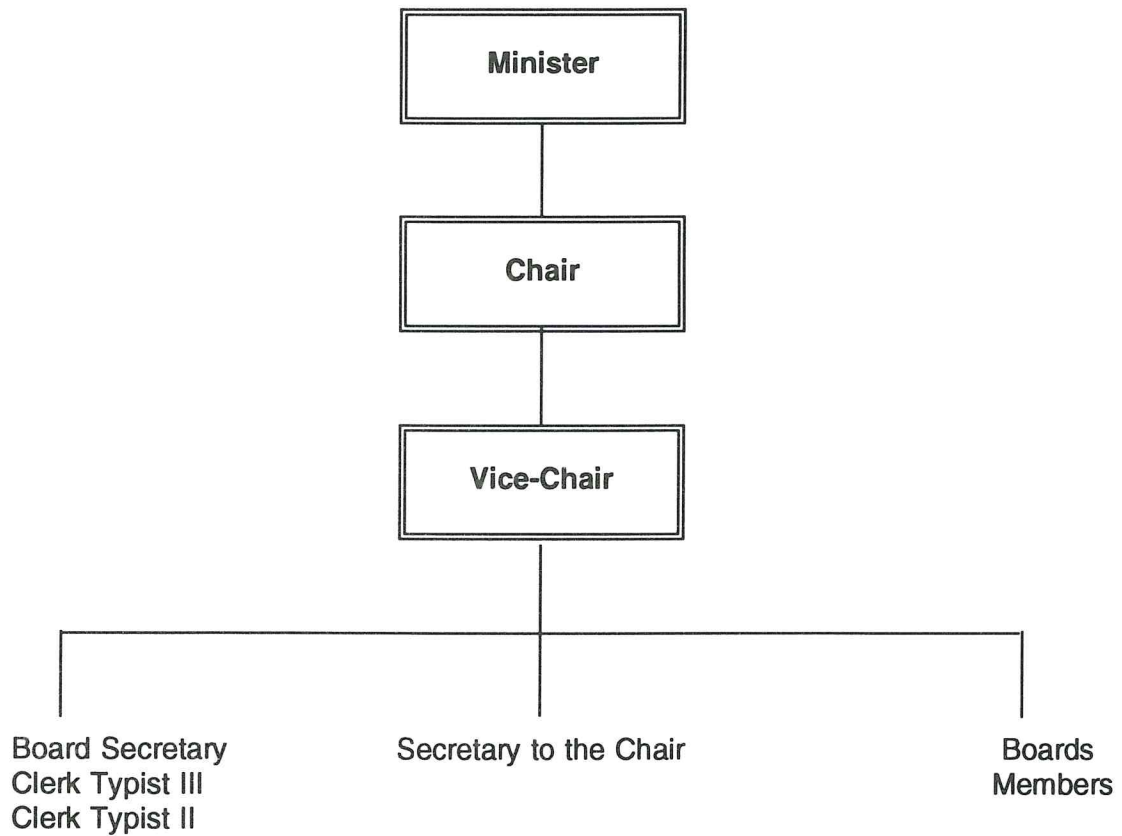 Minister
Chair
Vice-Chair
Board Secretary
Clerk Typist III
Clerk Typist II
Secretary to the Chair
Boards
Members